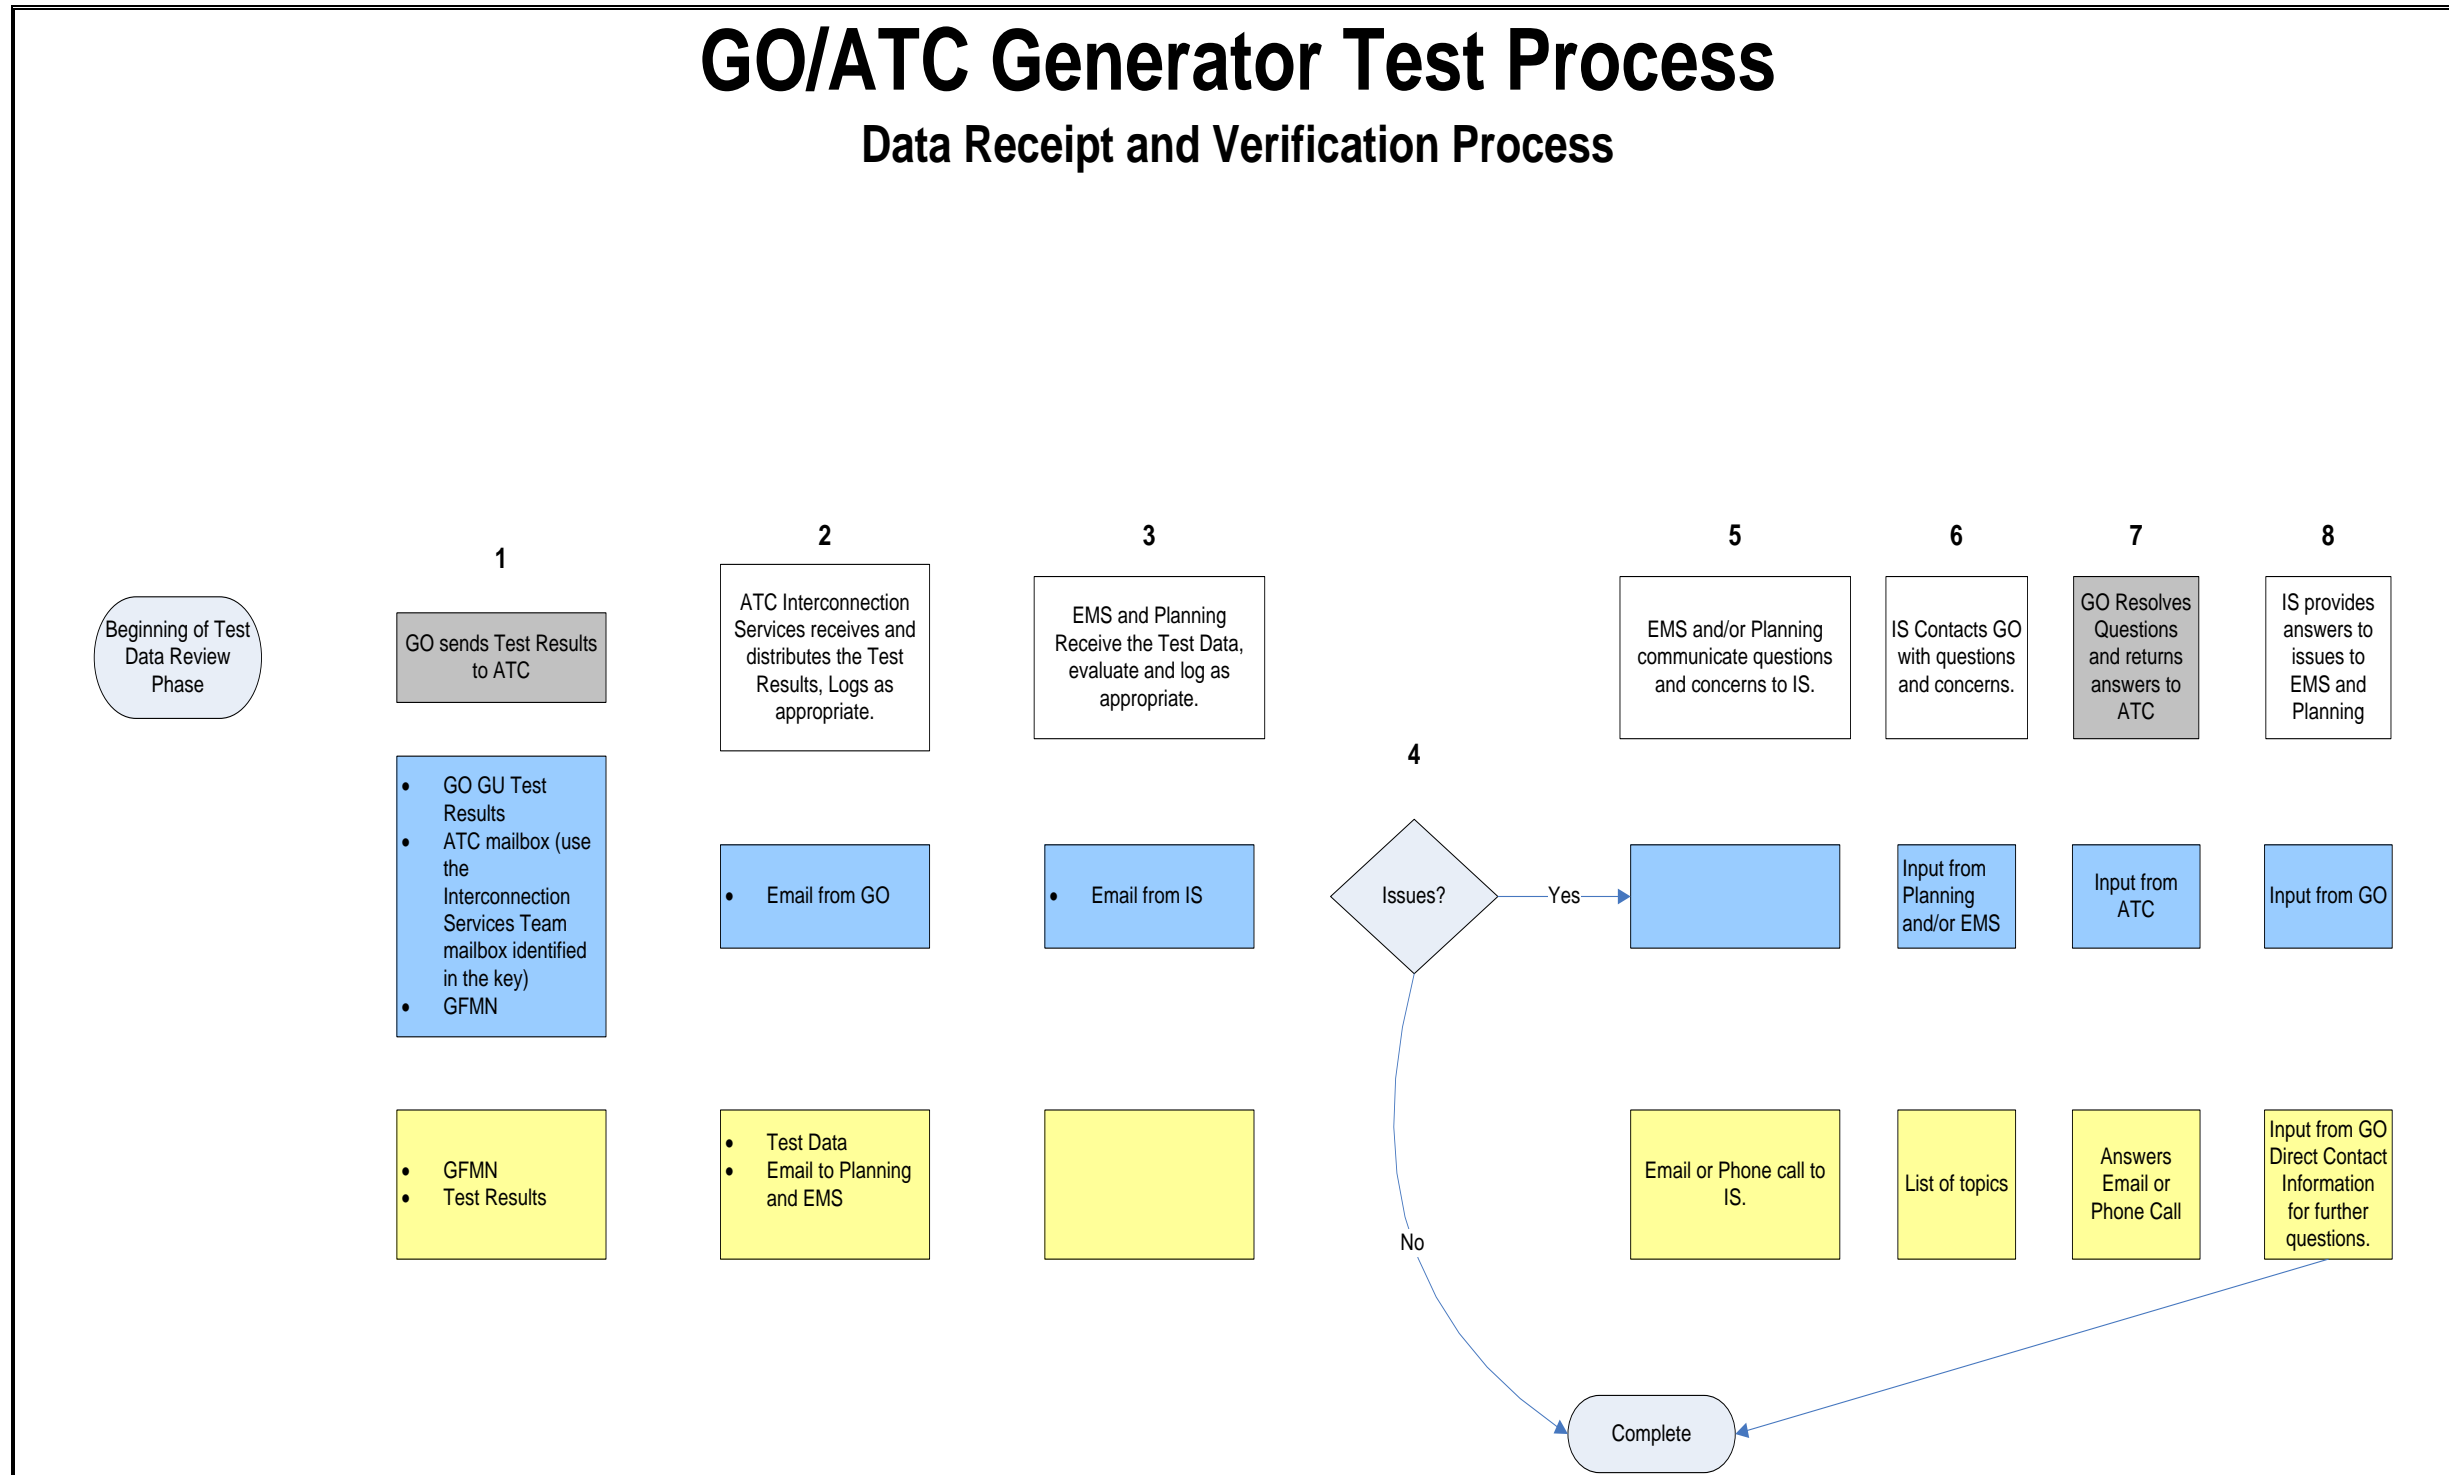 GO/ATC Generator Test Process
Data Receipt and Verification Process
Beginning of Test
Data Review
Phase
1
GO sends Test Results
to ATC
• GO GU Test
Results
• ATC mailbox (use
the
Interconnection
Services Team
mailbox identified
in the key)
• GFMN
• GFMN
• Test Results
2
ATC Interconnection
Services receives and
distributes the Test
Results, Logs as
appropriate.
• Email from GO
• Test Data
• Email to Planning
and EMS
3
EMS and Planning
Receive the Test Data,
evaluate and log as
appropriate.
• Email from IS
4
Issues?
Yes
No
5
EMS and/or Planning
communicate questions
and concerns to IS.
Email or Phone call to
IS.
6
IS Contacts GO
with questions
and concerns.
Input from
Planning
and/or EMS
List of topics
7
GO Resolves
Questions
and returns
answers to
ATC
Input from
ATC
Answers
Email or
Phone Call
8
IS provides
answers to
issues to
EMS and
Planning
Input from GO
Input from GO
Direct Contact
Information
for further
questions.
Complete